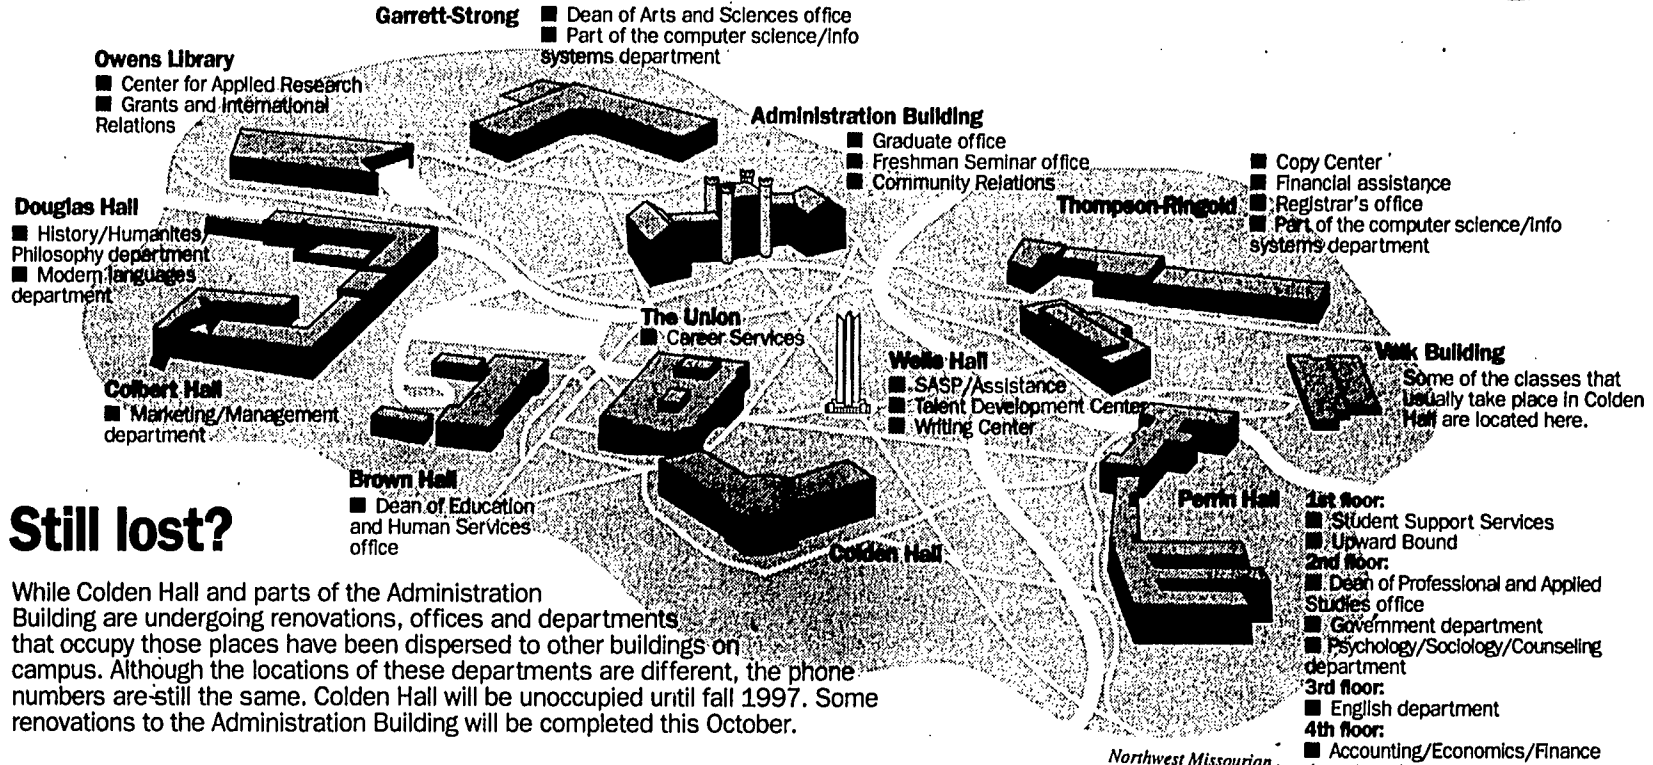 Garrett-Strong
■ Dean of Arts and Sciences office
■ Part of the computer science/info
systems department
Owens Library
■ Center for Applied Research
■ Grants and International
Relations
Administration Building
■ Graduate office
■ Freshman Seminar office
■ Community Relations
Thompson-Ringold
■ Copy Center
■ Financial assistance
■ Registrar's office
■ Part of the computer science/info
systems department
Douglas Hall
■ History/Humanites/
Philosophy department
■ Modern languages
department
The Union
■ Career Services
Wells Hall
■ SASP/Assistance
■ Talent Development Center
■ Writing Center
Valk Building
Some of the classes that
usually take place in Colden
Hall are located here.
Colbert Hall
■ Marketing/Management
department
Brown Hall
■ Dean of Education
and Human Services
office
Colden Hall
Perrin Hall
1st floor:
■ Student Support Services
■ Upward Bound
2nd floor:
■ Dean of Professional and Applied
Studies office
■ Government department
■ Psychology/Sociology/Counseling
department
3rd floor:
■ English department
4th floor:
■ Accounting/Economics/Finance
Still lost?
While Colden Hall and parts of the Administration
Building are undergoing renovations, offices and departments
that occupy those places have been dispersed to other buildings on
campus. Although the locations of these departments are different, the phone
numbers are still the same. Colden Hall will be unoccupied until fall 1997. Some
renovations to the Administration Building will be completed this October.
Northwest Missourian